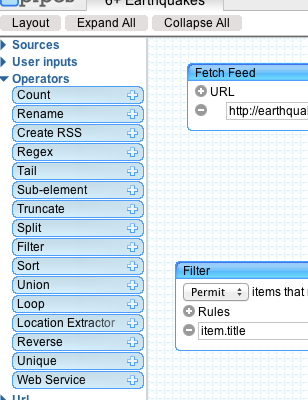 pipes
6+ Earthquakes
Layout
Expand All
Collapse All
Sources
User inputs
Operators
Count
Rename
Create RSS
Regex
Tail
Sub-element
Truncate
Split
Filter
Sort
Union
Loop
Location Extractor
Reverse
Unique
Web Service
Url
Fetch Feed
URL
http://earthqua
Filter
Permit items that
Rules
item.title